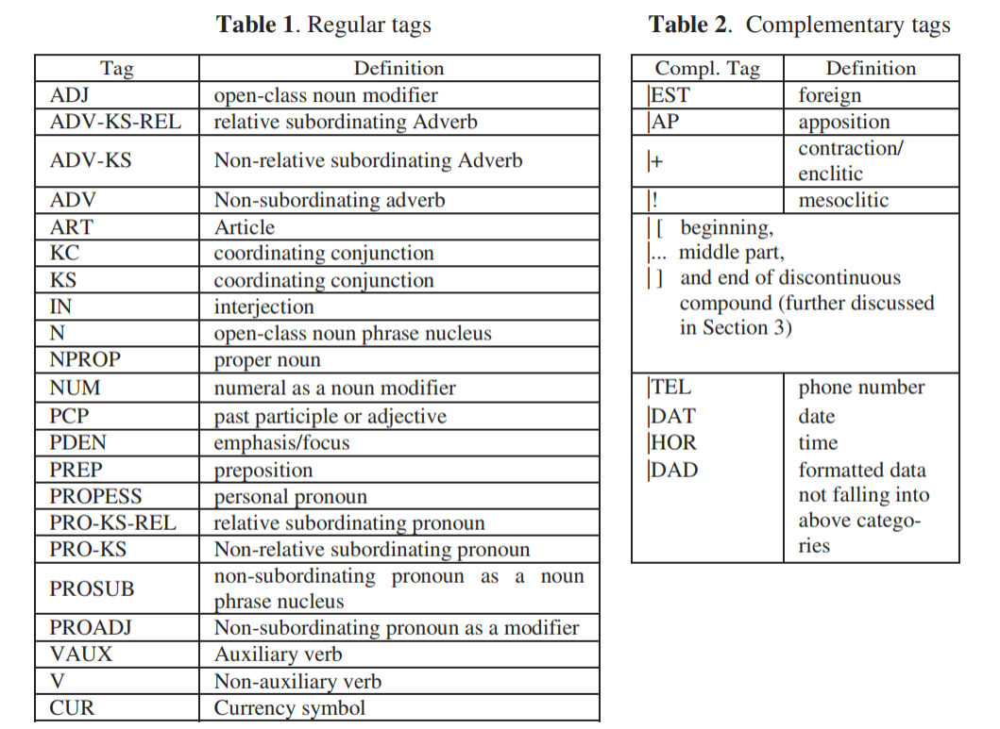 Table 1. Regular tags
Tag Definition
ADJ open-class noun modifier
ADV-KS-REL relative subordinating Adverb
ADV-KS Non-relative subordinating Adverb
ADV Non-subordinating adverb
ART Article
KC coordinating conjunction
KS coordinating conjunction
IN interjection
N open-class noun phrase nucleus
NPROP proper noun
NUM numeral as a noun modifier
PCP past participle or adjective
PDEN emphasis/focus
PREP preposition
PROPESS personal pronoun
PRO-KS-REL relative subordinating pronoun
PRO-KS Non-relative subordinating pronoun
PROSUB non-subordinating pronoun as a noun
phrase nucleus
PROADJ Non-subordinating pronoun as a modifier
VAUX Auxiliary verb
V Non-auxiliary verb
CUR Currency symbol
Table 2. Complementary tags
Compl. Tag Definition
|EST foreign
|AP apposition
|+ contraction/
enclitic
|! mesoclitic
|[ beginning,
|... middle part,
|] and end of discontinuous
compound (further discussed
in Section 3)
|TEL phone number
|DAT date
|HOR time
|DAD formatted data
not falling into
above catego-
ries